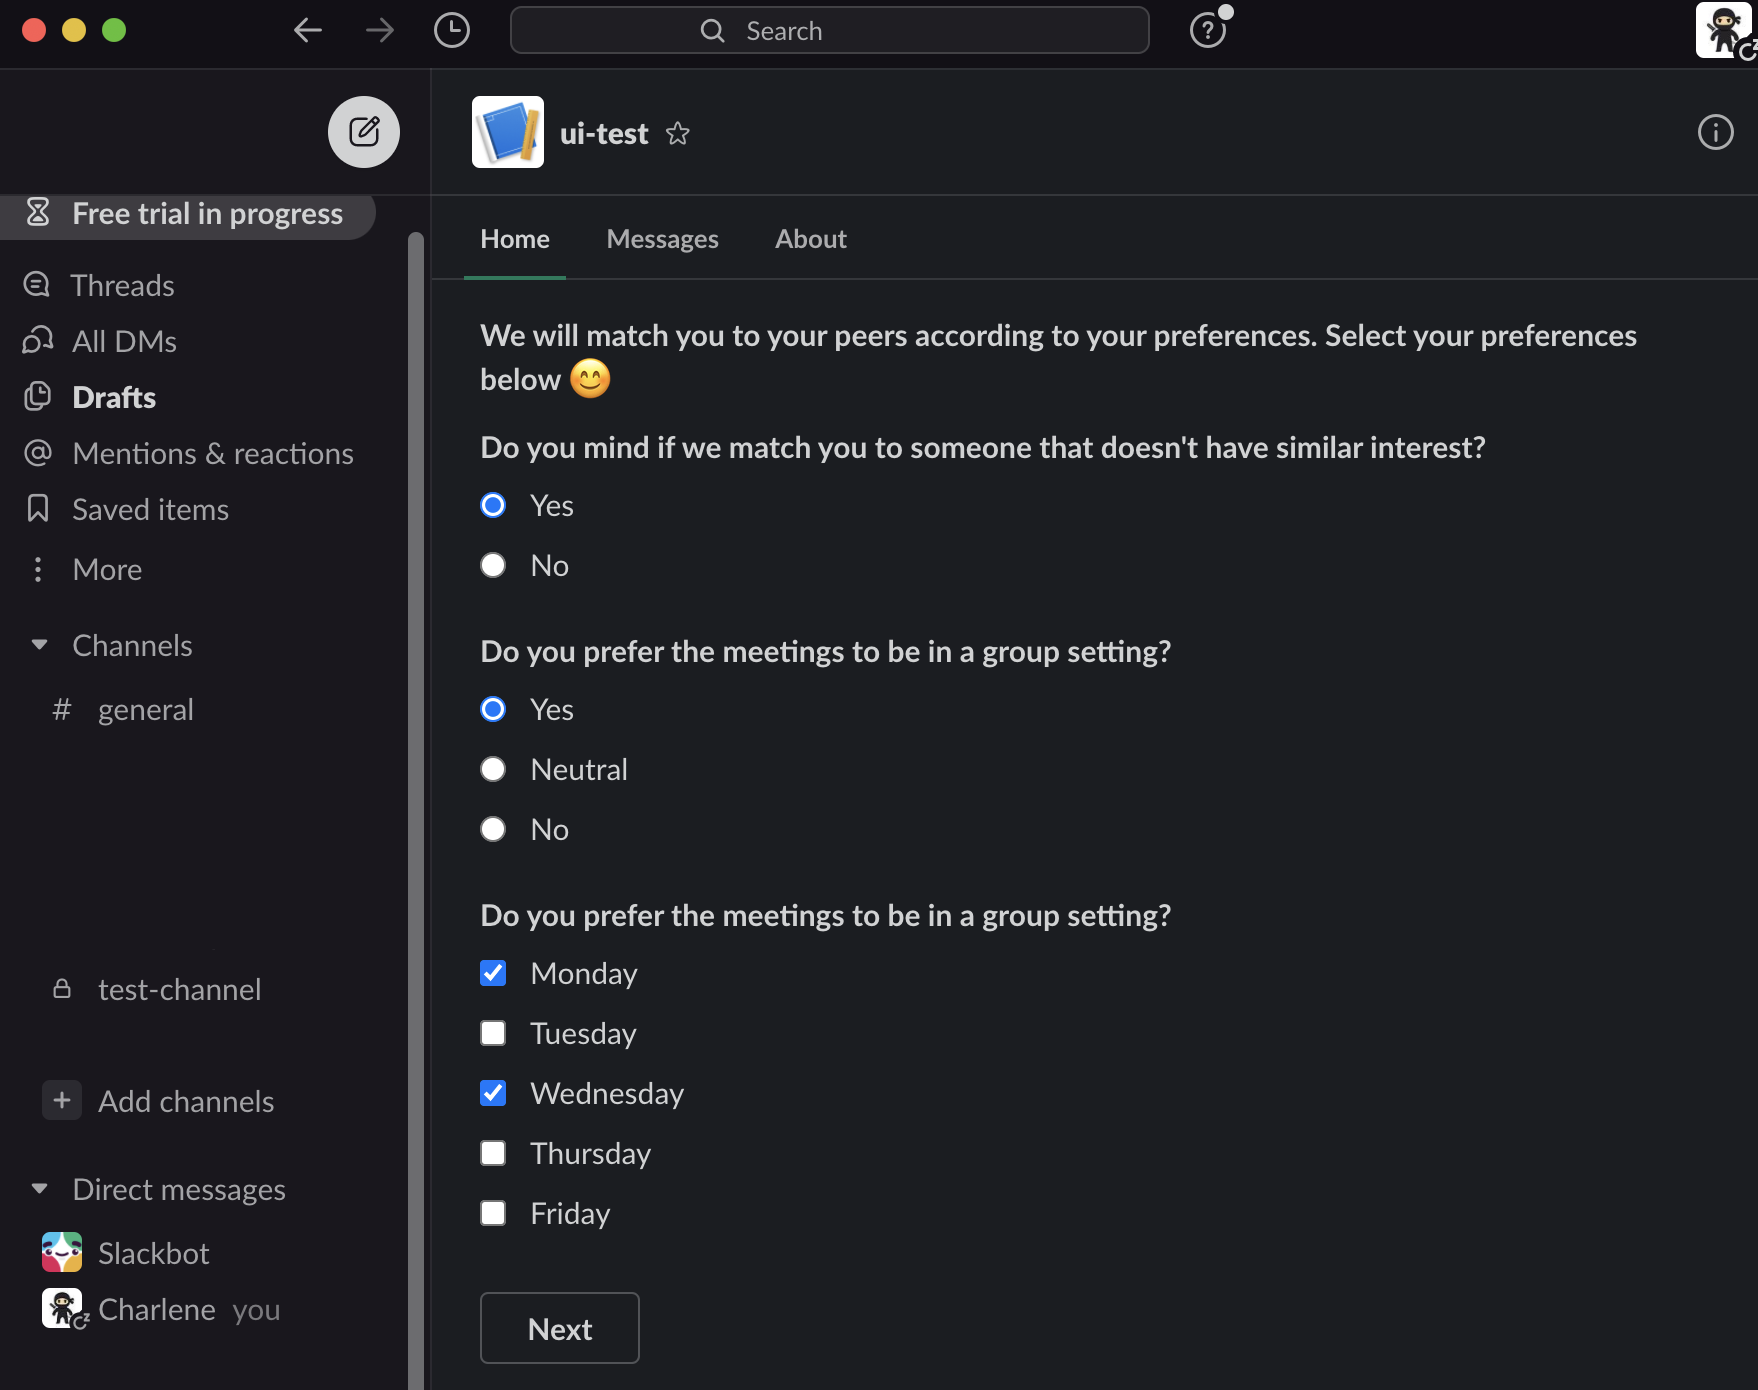 Search
ui-test
Free trial in progress
Threads
All DMs
Drafts
Mentions & reactions
Saved items
More
Channels
# general
test-channel
+ Add channels
Direct messages
Slackbot
Charlene you
Home Messages About
We will match you to your peers according to your preferences. Select your preferences
below 😊
Do you mind if we match you to someone that doesn't have similar interest?
Yes
No
Do you prefer the meetings to be in a group setting?
Yes
Neutral
No
Do you prefer the meetings to be in a group setting?
Monday
Tuesday
Wednesday
Thursday
Friday
Next